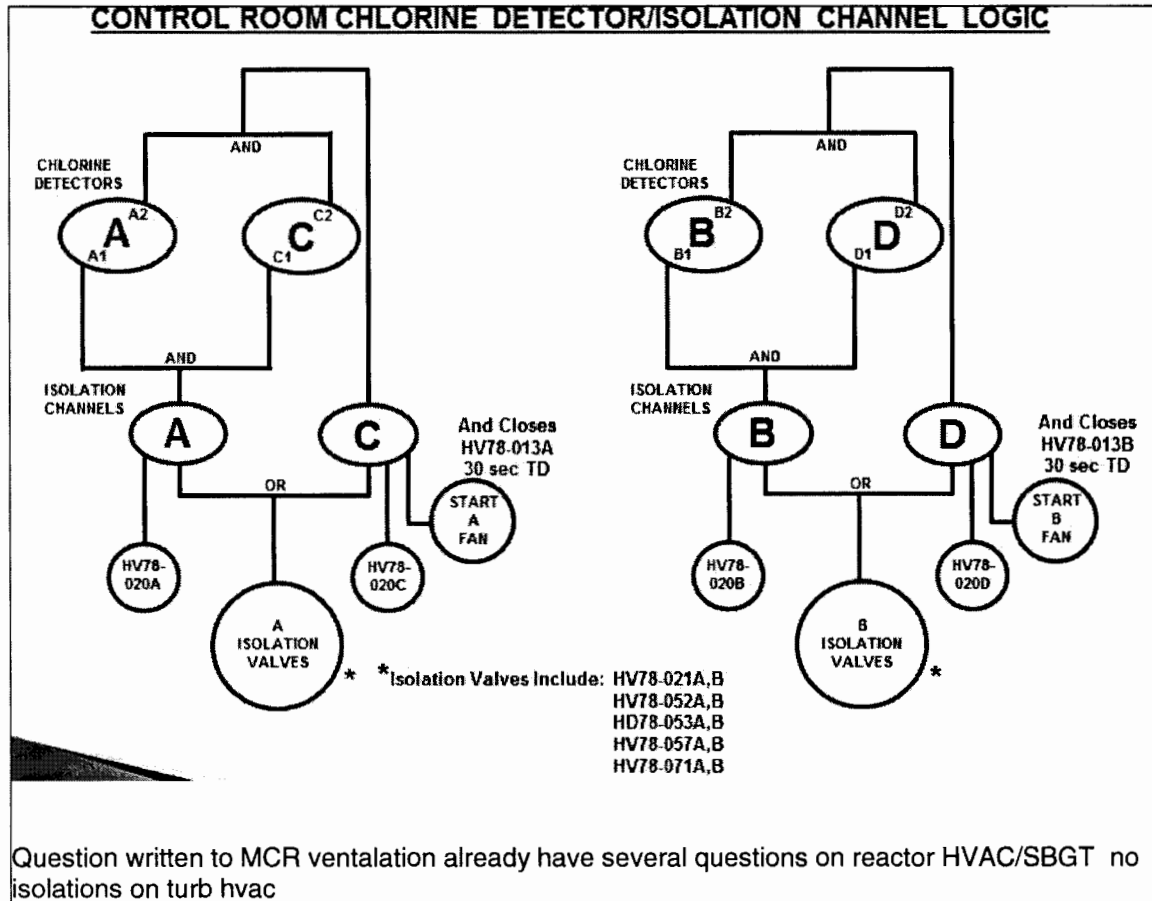 CONTROL ROOM CHLORINE DETECTOR/ISOLATION CHANNEL LOGIC
AND
CHLORINE
DETECTORS
A2
A
A1
C2
C
C1
AND
ISOLATION
CHANNELS
A
C
And Closes
HV78-013A
30 sec TD
OR
START
A
FAN
HV78-
020A
HV78-
020C
A
ISOLATION
VALVES
*
AND
CHLORINE
DETECTORS
B2
B
B1
D2
D
D1
AND
ISOLATION
CHANNELS
B
D
And Closes
HV78-013B
30 sec TD
OR
START
B
FAN
HV78-
020B
HV78-
020D
B
ISOLATION
VALVES
*
*Isolation Valves Include: HV78-021A,B
HV78-052A,B
HD78-053A,B
HV78-057A,B
HV78-071A,B
Question written to MCR ventalation already have several questions on reactor HVAC/SBGT no
isolations on turb hvac